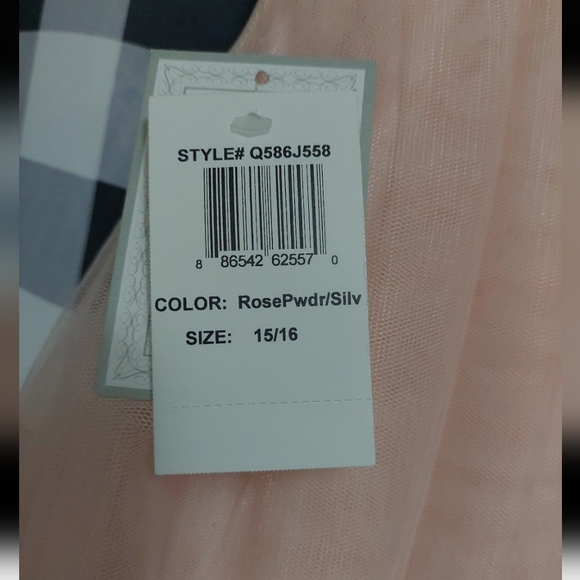 STYLE# Q586J558
8 86542 62557 0
COLOR: RosePwdr/Silv
SIZE: 15/16